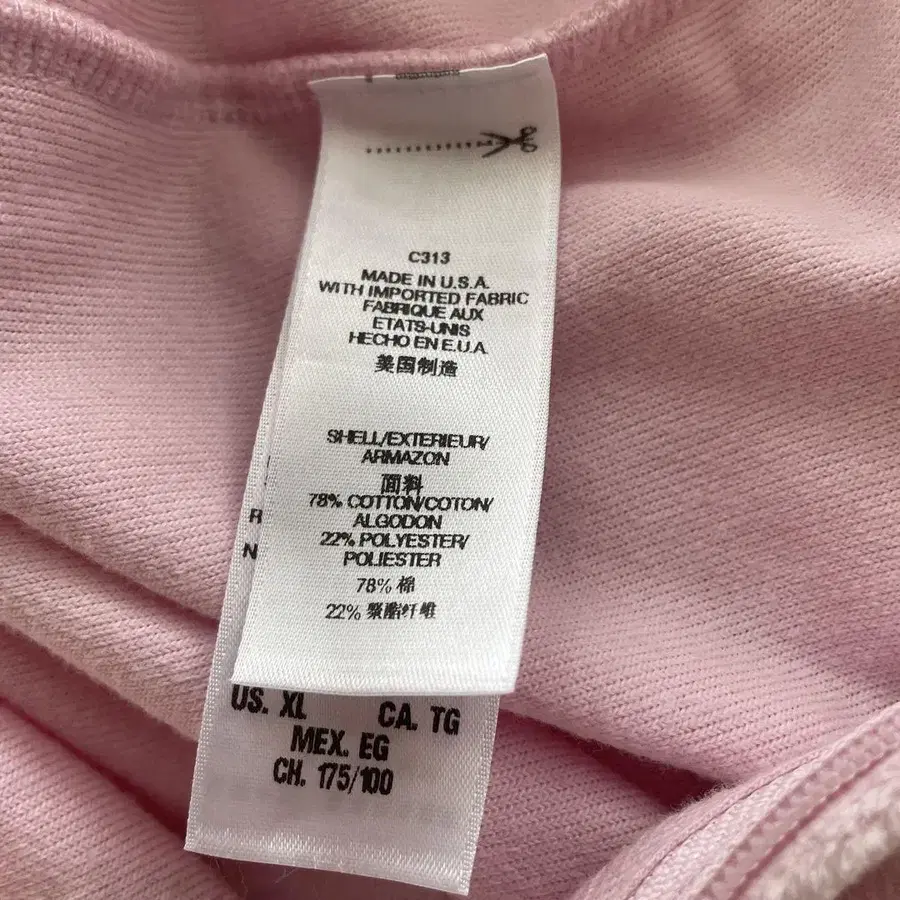 C313
MADE IN U.S.A.
WITH IMPORTED FABRIC
FABRIQUE AUX
ETATS-UNIS
HECHO EN E.U.A
美国制造
SHELL/EXTERIEUR/
ARMAZON
面料
78% COTTON/COTON/
ALGODON
22% POLYESTER/
POLIESTER
78% 棉
22% 聚酯纤维
R
N
US. XL CA. TG
MEX. EG
CH. 175/100